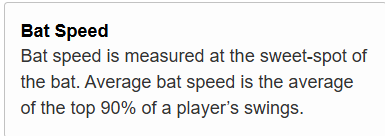 Bat Speed
Bat speed is measured at the sweet-spot of
the bat. Average bat speed is the average
of the top 90% of a player’s swings.